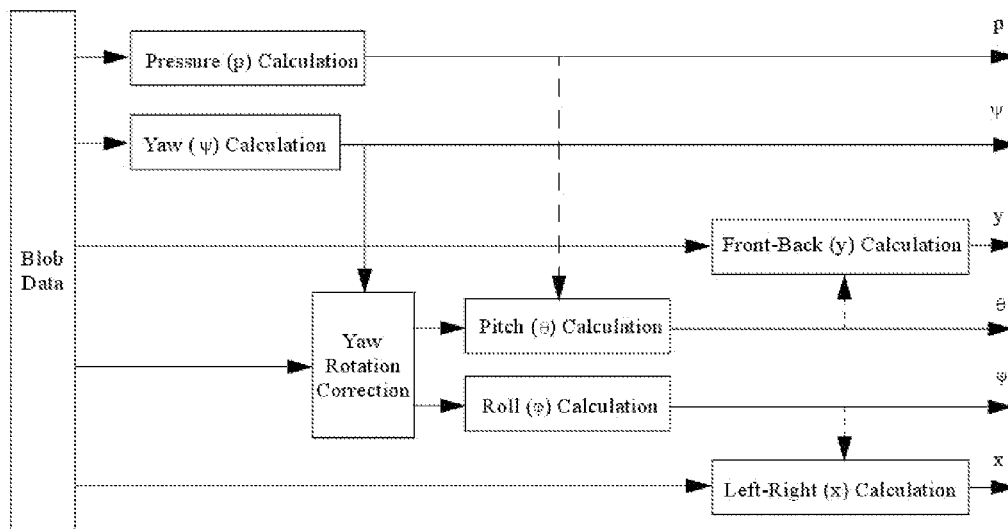 p
Pressure (p) Calculation
ψ
Yaw (ψ) Calculation
y
Front-Back (y) Calculation
Blob
Data
θ
Pitch (θ) Calculation
Yaw
Rotation
Correction
φ
Roll (φ) Calculation
x
Left-Right (x) Calculation